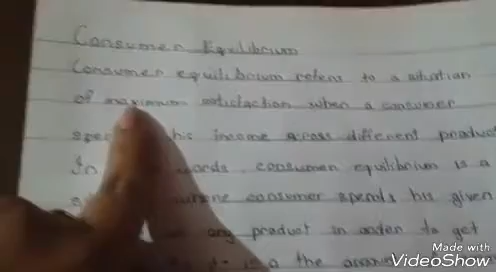 Consumer Equilibrium
Consumer equilibrium refers to a situation
of maximum satisfaction when a consumer
his income across different product
In words, consumer equilibrium is a
consumer spends his given
any product in order to get
is a the
Made with
VideoShow